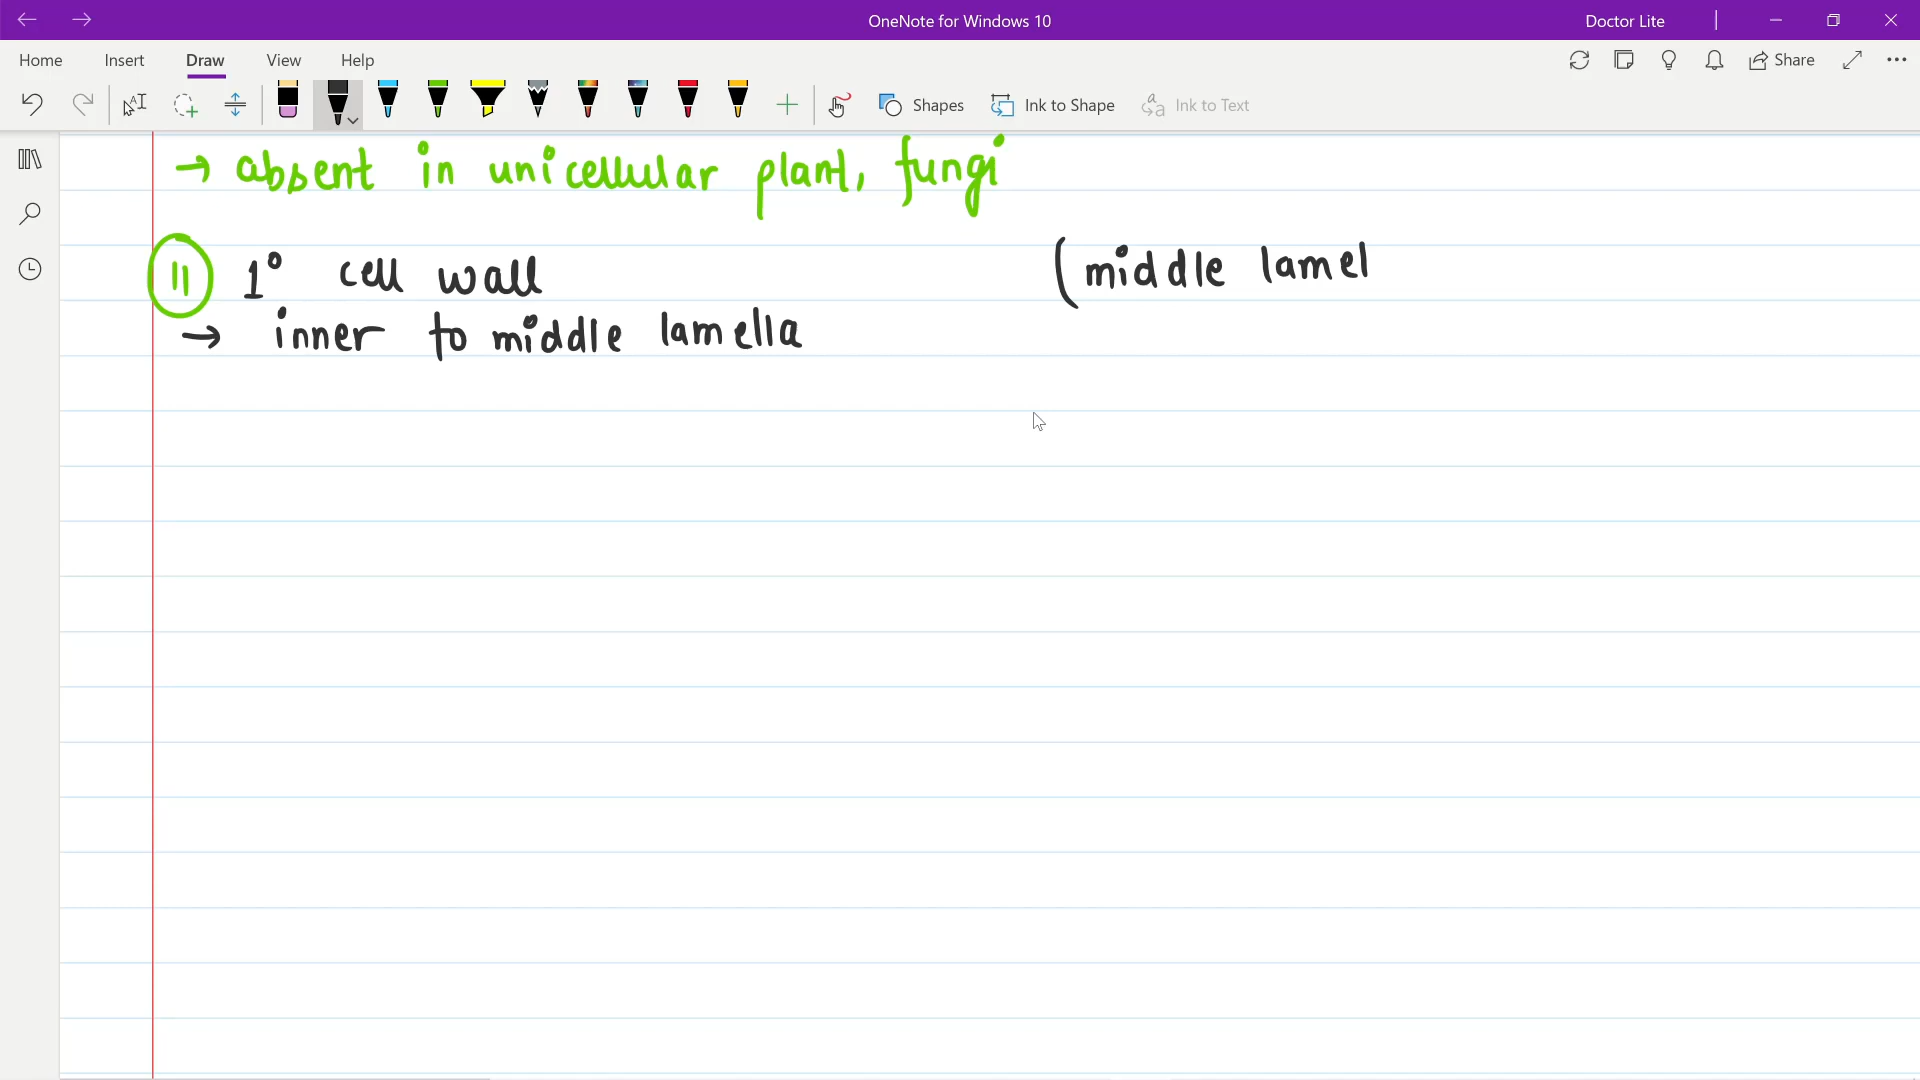 OneNote for Windows 10
Doctor Lite
Home Insert Draw View Help
Share
Shapes Ink to Shape Ink to Text
→ absent in unicellular plant, fungi
II 1° cell wall (middle lamel
→ inner to middle lamella